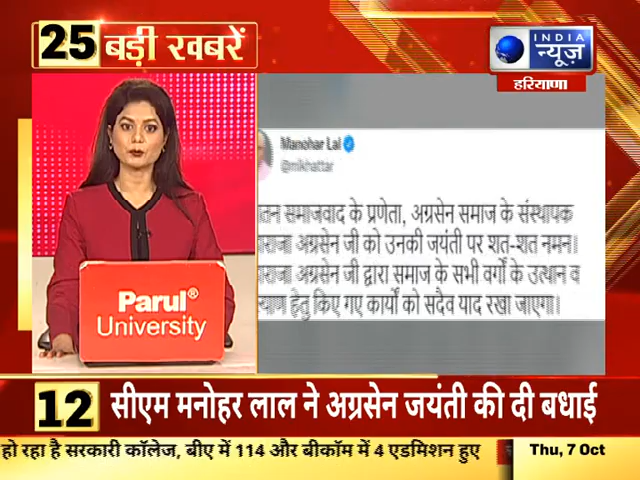 25 बड़ी खबरें
INDIA
न्यूज़
हरियाणा
Manohar Lal
@mlkhattar
समाजवाद के प्रणेता, अग्रसेन समाज के संस्थापक
अग्रसेन जी को उनकी जयंती पर शत-शत नमन।
अग्रसेन जी द्वारा समाज के सभी वर्गों के उत्थान व
हेतु किए गए कार्यों को सदैव याद रखा जाएगा।
Parul®
University
12 सीएम मनोहर लाल ने अग्रसेन जयंती की दी बधाई
हो रहा है सरकारी कॉलेज, बीए में 114 और बीकॉम में 4 एडमिशन हुए
Thu, 7 Oct